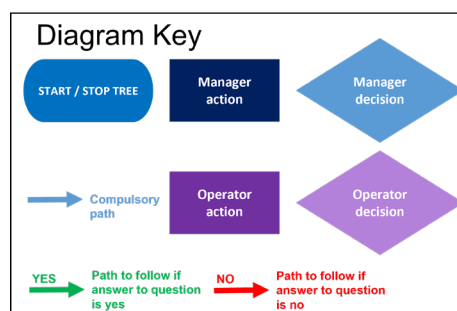 Diagram Key
START / STOP TREE
Manager
action
Manager
decision
Compulsory
path
Operator
action
Operator
decision
YES
Path to follow if
answer to question
is yes
NO
Path to follow if
answer to question
is no